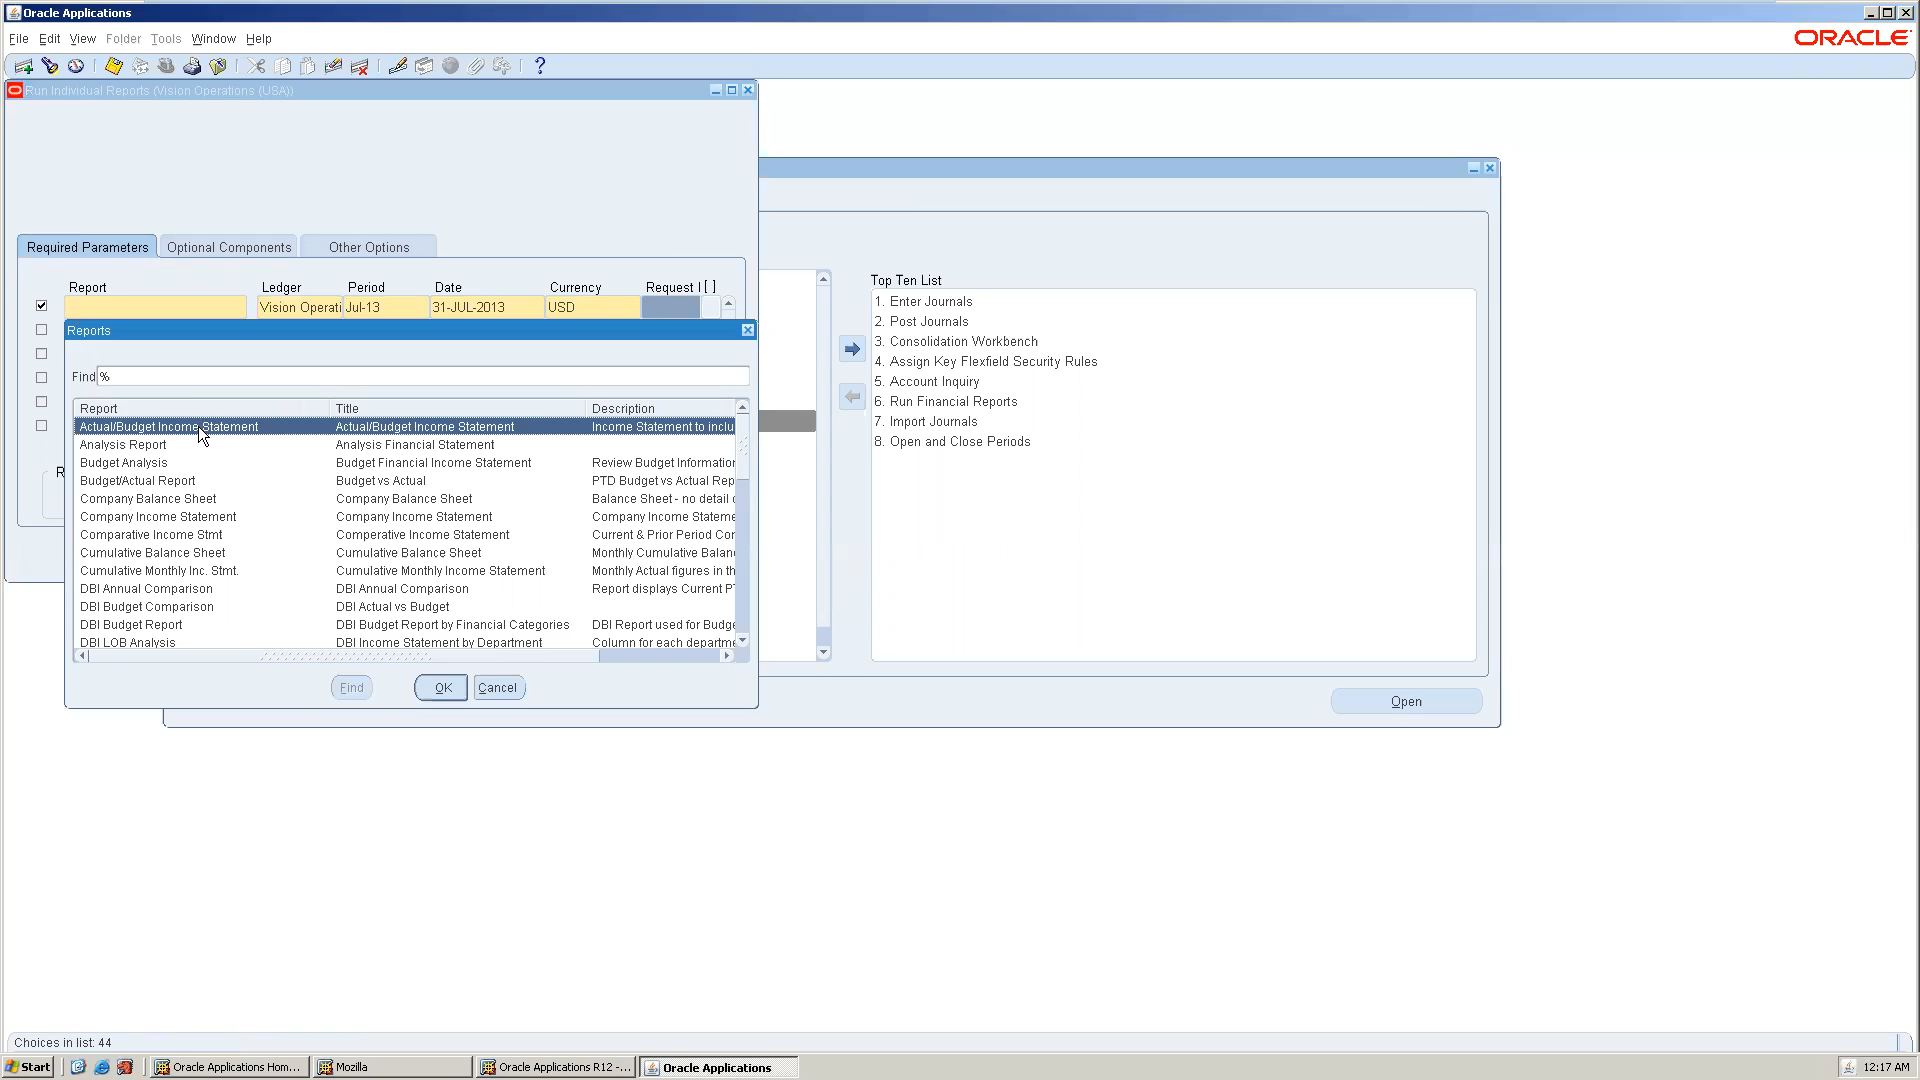 Oracle Applications
File Edit View Folder Tools Window Help
ORACLE
Run Individual Reports (Vision Operations (USA))
Required Parameters Optional Components Other Options
Report Ledger Period Date Currency Request [ ]
Vision Operati Jul-13 31-JUL-2013 USD
Reports
Find %
Report Title Description
Actual/Budget Income Statement Actual/Budget Income Statement Income Statement to inclu
Analysis Report Analysis Financial Statement
Budget Analysis Budget Financial Income Statement Review Budget Information
Budget/Actual Report Budget vs Actual PTD Budget vs Actual Rep
Company Balance Sheet Company Balance Sheet Balance Sheet - no detail
Company Income Statement Company Income Statement Company Income Stateme
Comparative Income Stmt Comperative Income Statement Current & Prior Period Cor
Cumulative Balance Sheet Cumulative Balance Sheet Monthly Cumulative Balan
Cumulative Monthly Inc. Stmt. Cumulative Monthly Income Statement Monthly Actual figures in th
DBI Annual Comparison DBI Annual Comparison Report displays Current P
DBI Budget Comparison DBI Actual vs Budget
DBI Budget Report DBI Budget Report by Financial Categories DBI Report used for Budge
DBI LOB Analysis DBI Income Statement by Department Column for each departme
Find OK Cancel
R
Top Ten List
1. Enter Journals
2. Post Journals
3. Consolidation Workbench
4. Assign Key Flexfield Security Rules
5. Account Inquiry
6. Run Financial Reports
7. Import Journals
8. Open and Close Periods
Open
Choices in list: 44
Start Oracle Applications Hom... Mozilla Oracle Applications R12 -... Oracle Applications 12:17 AM